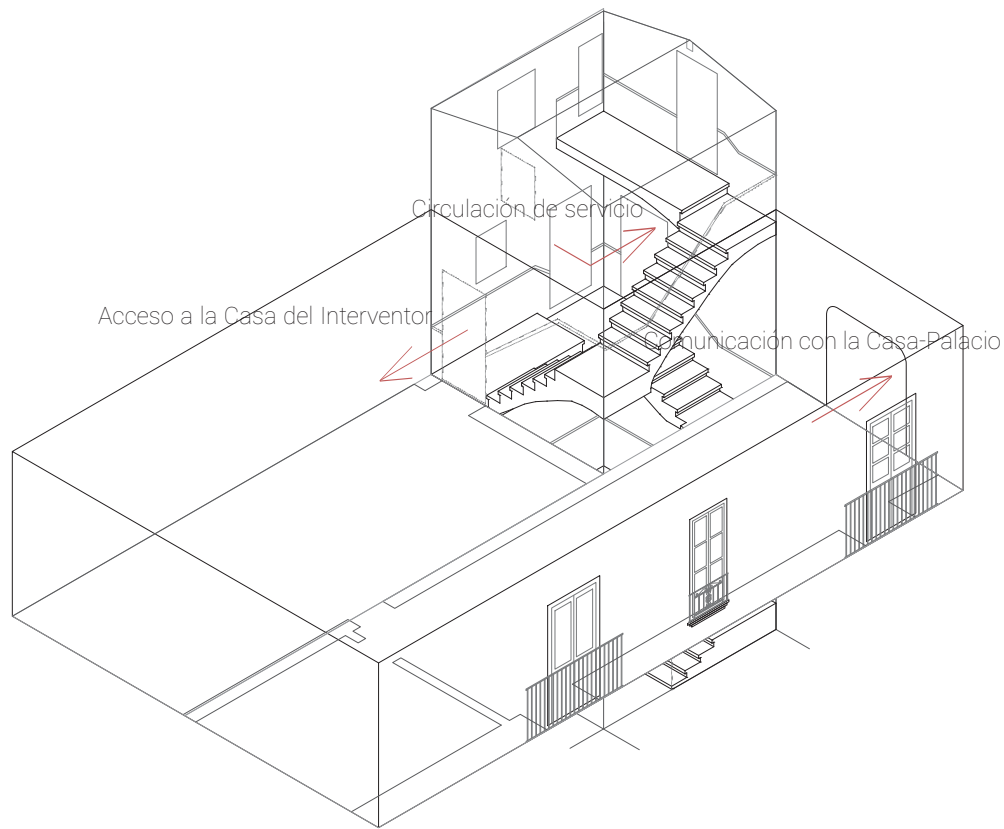 Circulación de servicio
Acceso a la Casa del Interventor
Comunicación con la Casa-Palacio